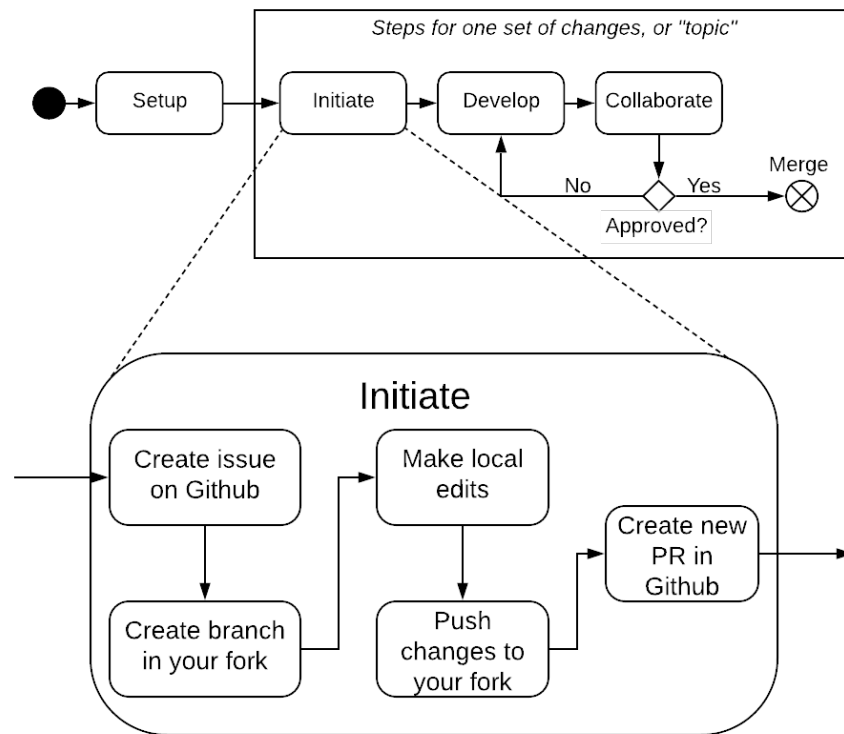 Steps for one set of changes, or "topic"
Setup
Initiate
Develop
Collaborate
Merge
No
Yes
Approved?
Initiate
Create issue
on Github
Make local
edits
Create new
PR in
Github
Create branch
in your fork
Push
changes to
your fork